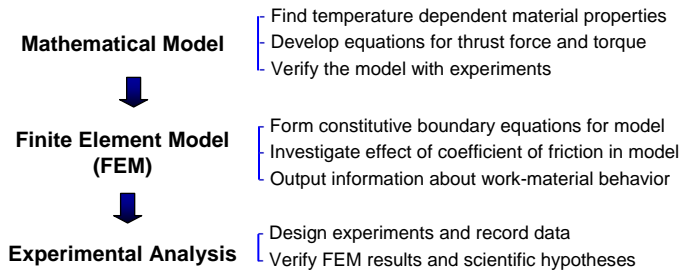 Mathematical Model
- Find temperature dependent material properties
- Develop equations for thrust force and torque
- Verify the model with experiments
Finite Element Model
(FEM)
- Form constitutive boundary equations for model
- Investigate effect of coefficient of friction in model
- Output information about work-material behavior
Experimental Analysis
- Design experiments and record data
- Verify FEM results and scientific hypotheses